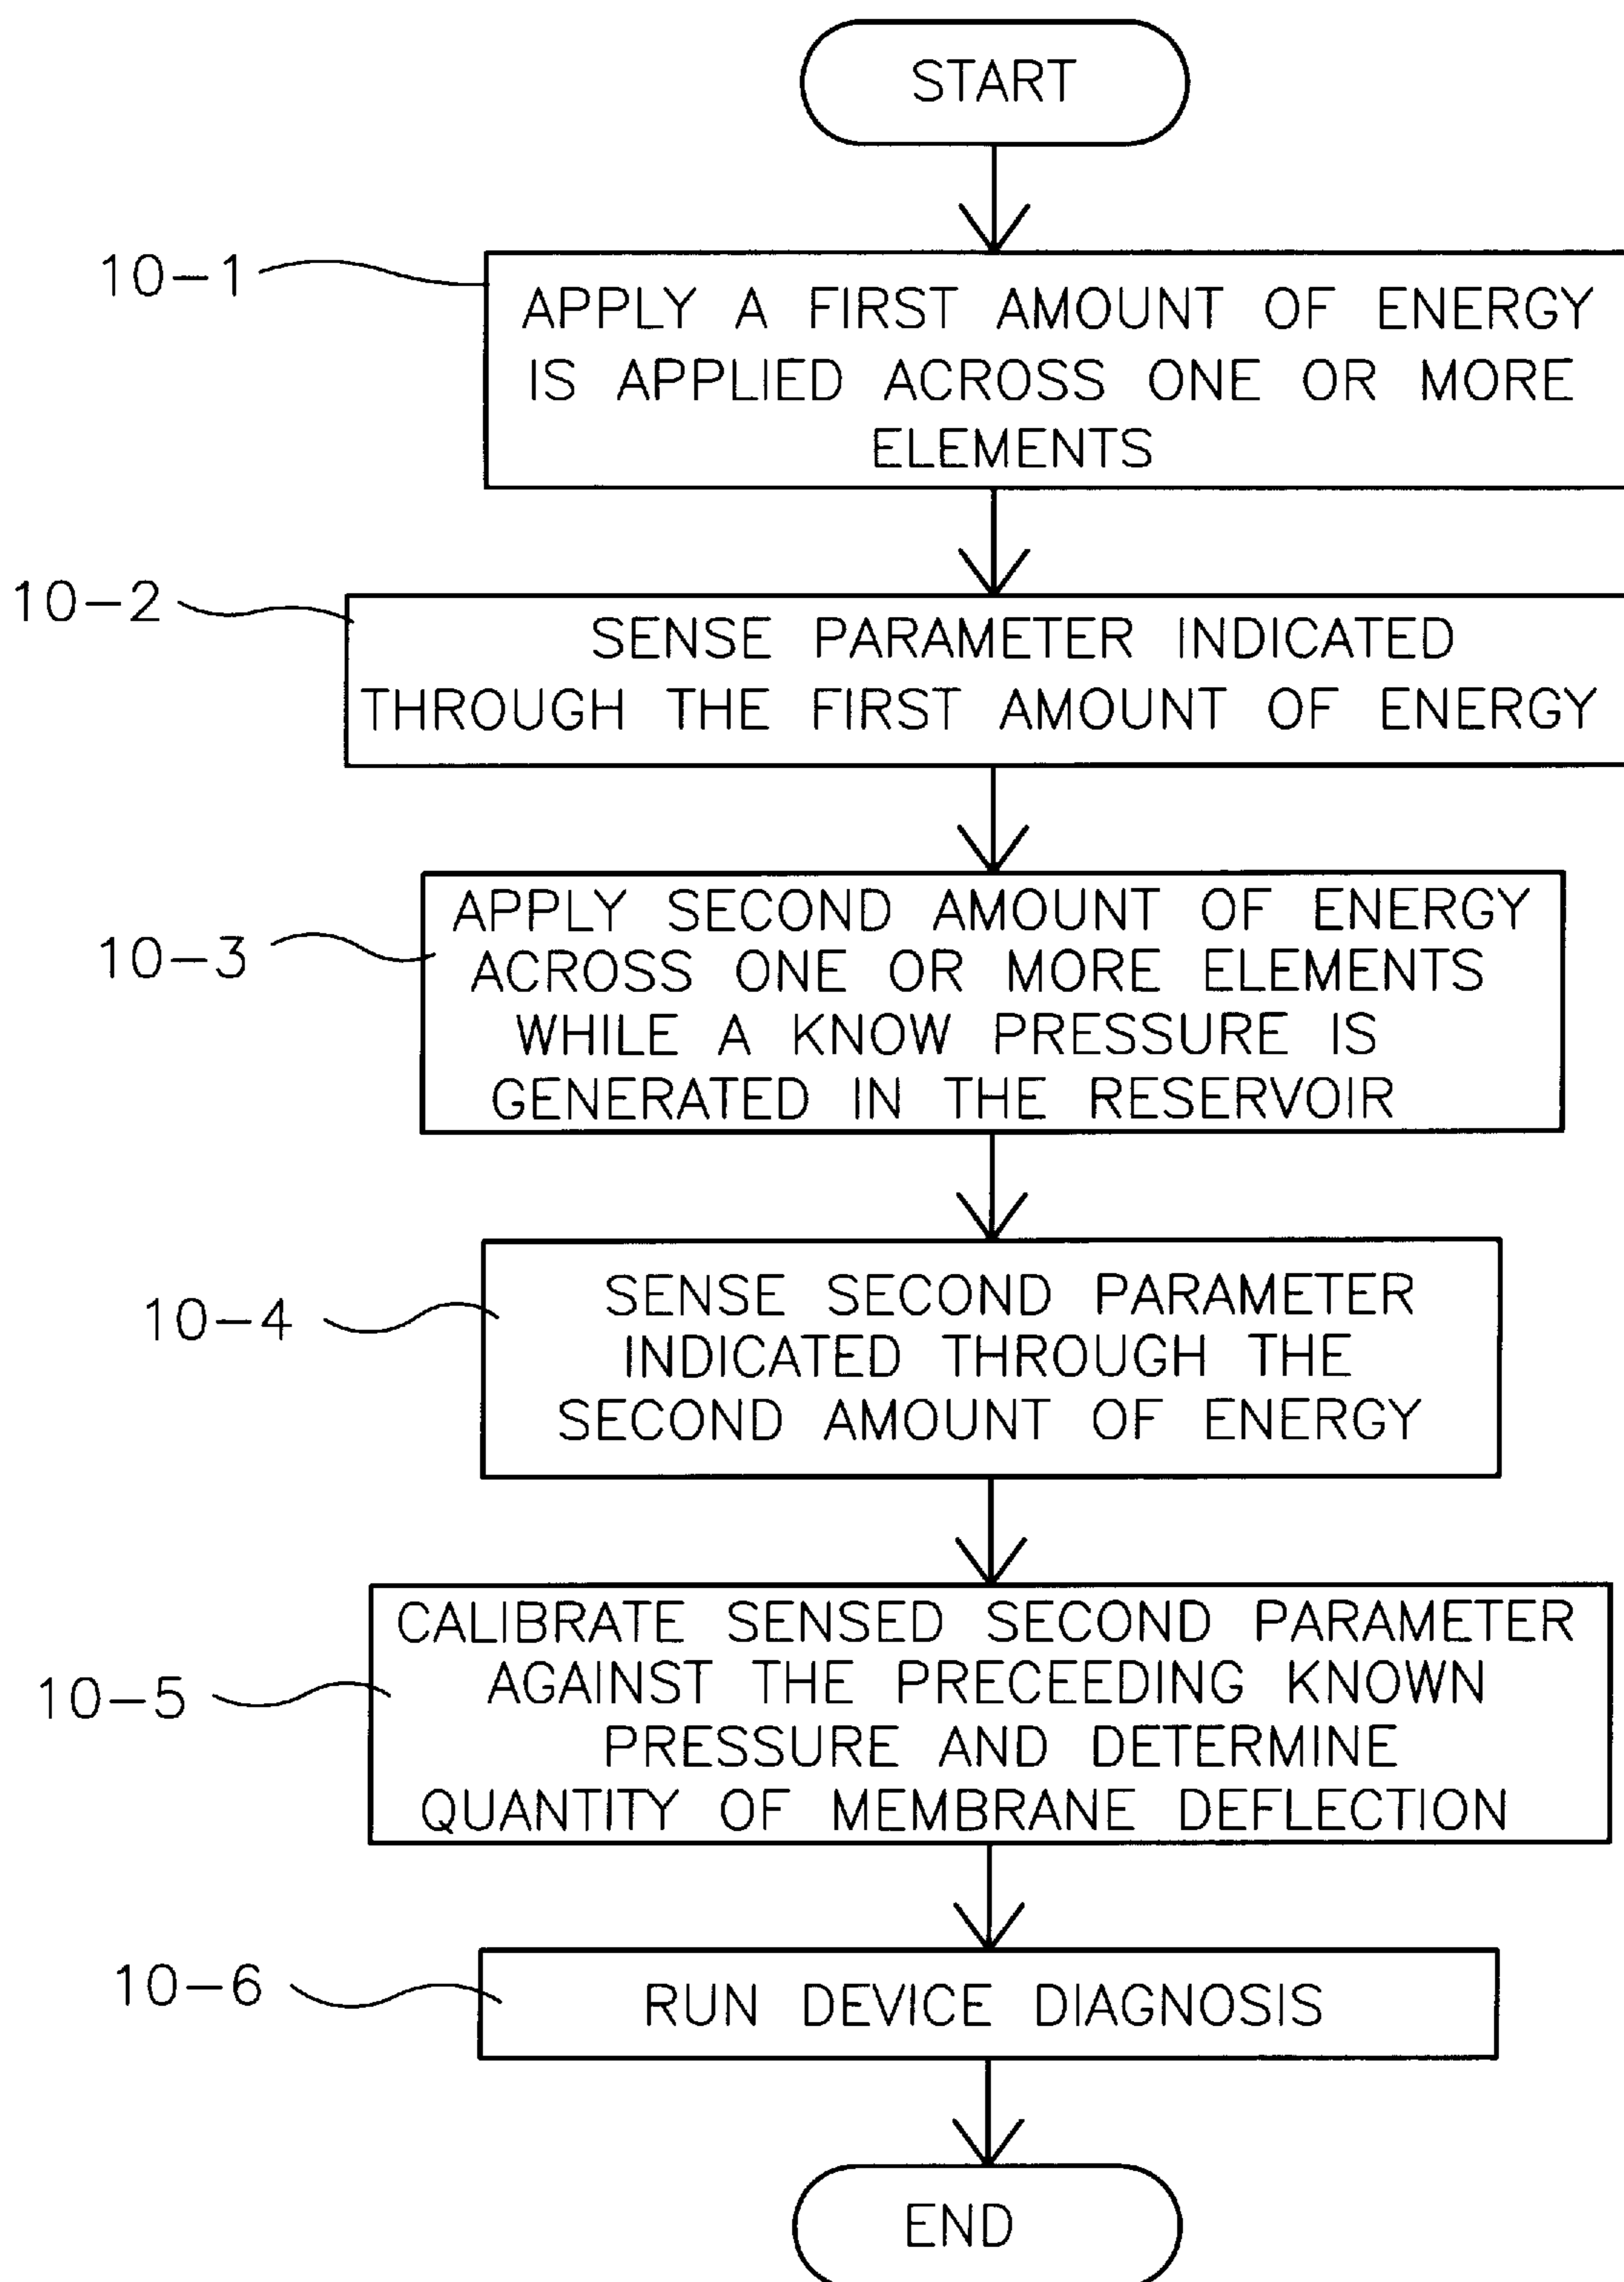 START
10-1
APPLY A FIRST AMOUNT OF ENERGY
IS APPLIED ACROSS ONE OR MORE
ELEMENTS
10-2
SENSE PARAMETER INDICATED
THROUGH THE FIRST AMOUNT OF ENERGY
10-3
APPLY SECOND AMOUNT OF ENERGY
ACROSS ONE OR MORE ELEMENTS
WHILE A KNOW PRESSURE IS
GENERATED IN THE RESERVOIR
10-4
SENSE SECOND PARAMETER
INDICATED THROUGH THE
SECOND AMOUNT OF ENERGY
10-5
CALIBRATE SENSED SECOND PARAMETER
AGAINST THE PRECEEDING KNOWN
PRESSURE AND DETERMINE
QUANTITY OF MEMBRANE DEFLECTION
10-6
RUN DEVICE DIAGNOSIS
END